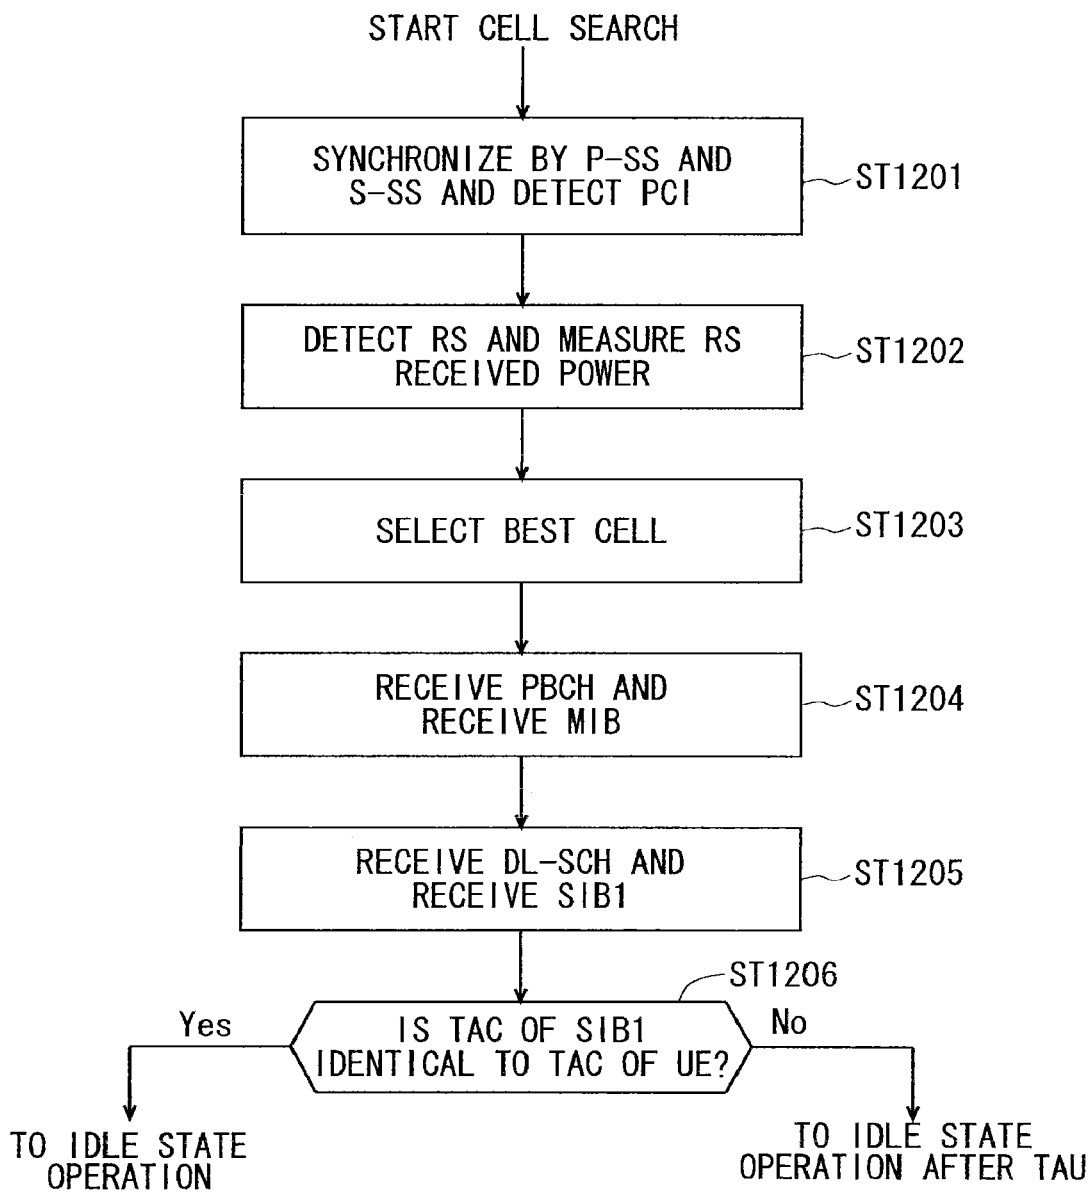 START CELL SEARCH
SYNCHRONIZE BY P-SS AND
S-SS AND DETECT PCI
ST1201
DETECT RS AND MEASURE RS
RECEIVED POWER
ST1202
SELECT BEST CELL
ST1203
RECEIVE PBCH AND
RECEIVE MIB
ST1204
RECEIVE DL-SCH AND
RECEIVE SIB1
ST1205
ST1206
IS TAC OF SIB1
IDENTICAL TO TAC OF UE?
Yes
No
TO IDLE STATE
OPERATION
TO IDLE STATE
OPERATION AFTER TAU